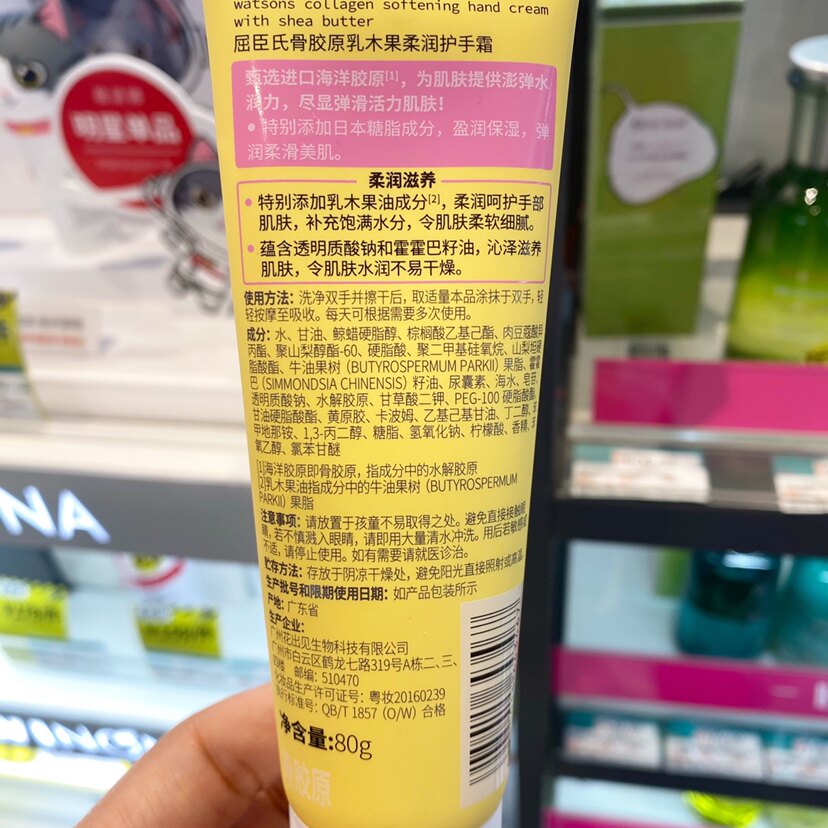 watsons collagen softening hand cream
with shea butter
屈臣氏骨胶原乳木果柔润护手霜
甄选进口海洋胶原[1]，为肌肤提供澎弹水
润力，尽显弹滑活力肌肤！
• 特别添加日本糖脂成分，盈润保湿，弹
润柔滑美肌。
柔润滋养
• 特别添加乳木果油成分[2]，柔润呵护手部
肌肤，补充饱满水分，令肌肤柔软细腻。
• 蕴含透明质酸钠和霍霍巴籽油，沁泽滋养
肌肤，令肌肤水润不易干燥。
使用方法：洗净双手并擦干后，取适量本品涂抹于双手，轻
轻按摩至吸收。每天可根据需要多次使用。
成分：水、甘油、鲸蜡硬脂醇、棕榈酸乙基己酯、肉豆蔻酸异
丙酯、聚山梨醇酯-60、硬脂酸、聚二甲基硅氧烷、山梨坦硬
脂酸酯、牛油果树（BUTYROSPERMUM PARKII）果脂、霍霍
巴（SIMMONDSIA CHINENSIS）籽油、尿囊素、海水、皂苷、
透明质酸钠、水解胶原、甘草酸二钾、PEG-100 硬脂酸酯、
甘油硬脂酸酯、黄原胶、卡波姆、乙基己基甘油、丁二醇、苯
甲地那铵、1,3-丙二醇、糖脂、氢氧化钠、柠檬酸、香精、苯
氧乙醇、氯苯甘醚
[1]海洋胶原即骨胶原，指成分中的水解胶原
[2]乳木果油指成分中的牛油果树（BUTYROSPERMUM
PARKII）果脂
注意事项：请放置于孩童不易取得之处。避免直接接触眼
睛，若不慎溅入眼睛，请即用大量清水冲洗。用后若敏感或
不适，请停止使用。如有需要请就医诊治。
贮存方法：存放于阴凉干燥处，避免阳光直接照射或高温。
生产批号和限期使用日期：如产品包装所示
产地：广东省
生产企业：
广州花出见生物科技有限公司
广州市白云区鹤龙七路319号A栋二、三、
四楼 邮编：510470
化妆品生产许可证号：粤妆20160239
执行标准号：QB/T 1857 (O/W) 合格
净含量:80g
胶原
明星单品
NA